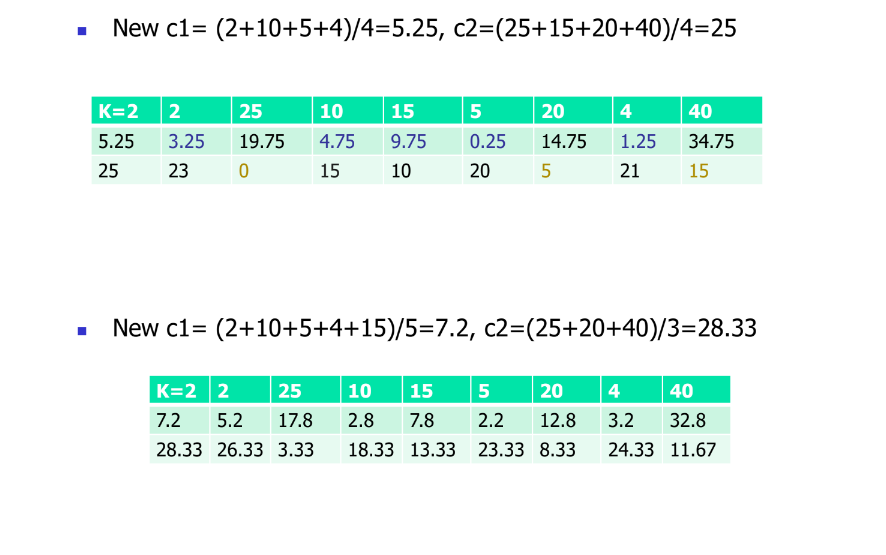 New c1= (2+10+5+4)/4=5.25, c2=(25+15+20+40)/4=25
K=2 2 25 10 15 5 20 4 40
5.25 3.25 19.75 4.75 9.75 0.25 14.75 1.25 34.75
25 23 0 15 10 20 5 21 15
New c1= (2+10+5+4+15)/5=7.2, c2=(25+20+40)/3=28.33
K=2 2 25 10 15 5 20 4 40
7.2 5.2 17.8 2.8 7.8 2.2 12.8 3.2 32.8
28.33 26.33 3.33 18.33 13.33 23.33 8.33 24.33 11.67